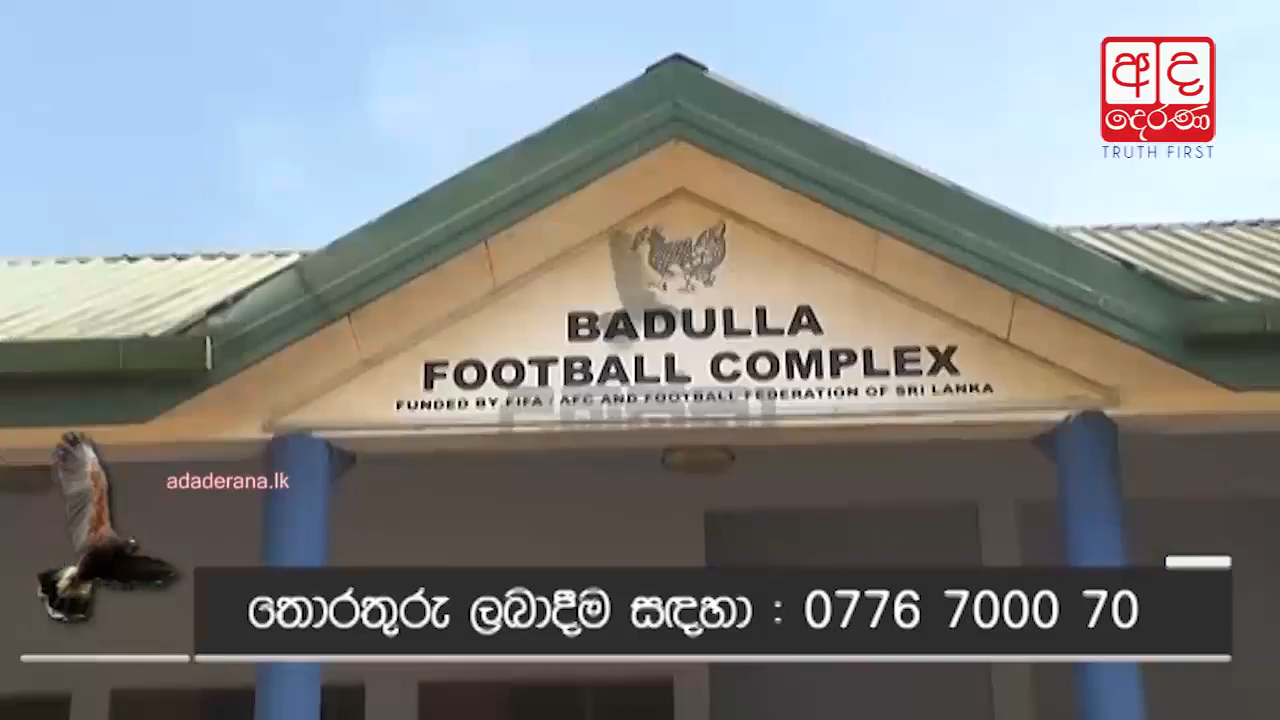 අද
දෙරණ
TRUTH FIRST
BADULLA
FOOTBALL COMPLEX
FUNDED BY FIFA / AFC AND FOOTBALL FEDERATION OF SRI LANKA
adaderana.lk
තොරතුරු ලබාදීම සඳහා : 0776 7000 70